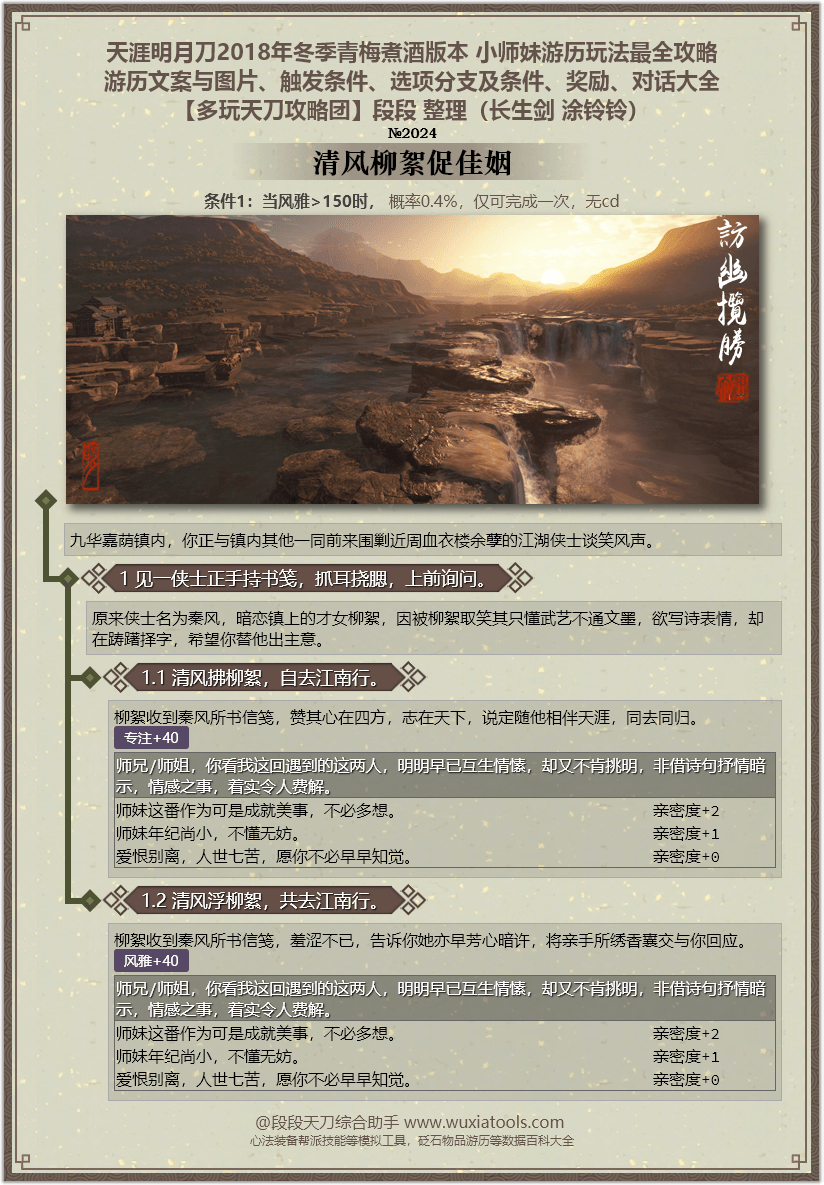 天涯明月刀2018年冬季青梅煮酒版本 小师妹游历玩法最全攻略
游历文案与图片、触发条件、选项分支及条件、奖励、对话大全
【多玩天刀攻略团】段段 整理（长生剑 涂铃铃）
№2024
清风柳絮促佳姻
条件1：当风雅>150时， 概率0.4%，仅可完成一次，无cd
訪幽攬勝
九华嘉荫镇内，你正与镇内其他一同前来围剿近周血衣楼余孽的江湖侠士谈笑风声。
1 见一侠士正手持书笺，抓耳挠腮，上前询问。
原来侠士名为秦风，暗恋镇上的才女柳絮，因被柳絮取笑其只懂武艺不通文墨，欲写诗表情，却
在踌躇择字，希望你替他出主意。
1.1 清风拂柳絮，自去江南行。
柳絮收到秦风所书信笺，赞其心在四方，志在天下，说定随他相伴天涯，同去同归。
专注+40
师兄/师姐，你看我这回遇到的这两人，明明早已互生情愫，却又不肯挑明，非借诗句抒情暗
示，情感之事，着实令人费解。
师妹这番作为可是成就美事，不必多想。 亲密度+2
师妹年纪尚小，不懂无妨。 亲密度+1
爱恨别离，人世七苦，愿你不必早早知觉。 亲密度+0
1.2 清风浮柳絮，共去江南行。
柳絮收到秦风所书信笺，羞涩不已，告诉你她亦早芳心暗许，将亲手所绣香囊交与你回应。
风雅+40
师兄/师姐，你看我这回遇到的这两人，明明早已互生情愫，却又不肯挑明，非借诗句抒情暗
示，情感之事，着实令人费解。
师妹这番作为可是成就美事，不必多想。 亲密度+2
师妹年纪尚小，不懂无妨。 亲密度+1
爱恨别离，人世七苦，愿你不必早早知觉。 亲密度+0
@段段天刀综合助手 www.wuxiatools.com
心法装备帮派技能等模拟工具，砭石物品游历等数据百科大全